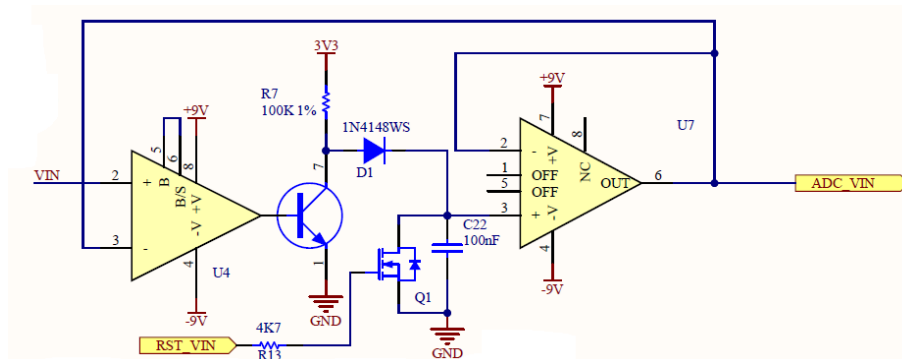 3V3
R7
100K 1%
+9V
+9V
U7
1N4148WS
D1
5
6
8
7
7
8
VIN
2
+
B
B/S
+V
-V
3
-
4
U4
1
2
-
+V
NC
1
OFF
5
OFF
OUT
6
ADC_VIN
3
+
-V
4
C22
100nF
Q1
-9V
GND
-9V
4K7
RST_VIN
R13
GND